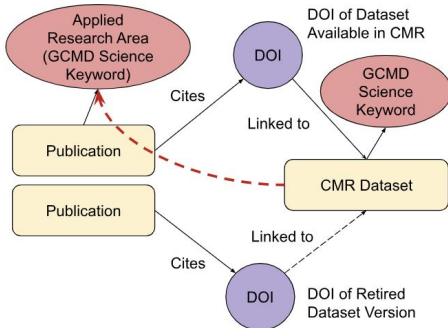 Applied
Research Area
(GCMD Science
Keyword)
DOI
DOI of Dataset
Available in CMR
GCMD
Science
Keyword
Cites
Linked to
Publication
CMR Dataset
Publication
Linked to
Cites
DOI
DOI of Retired
Dataset Version